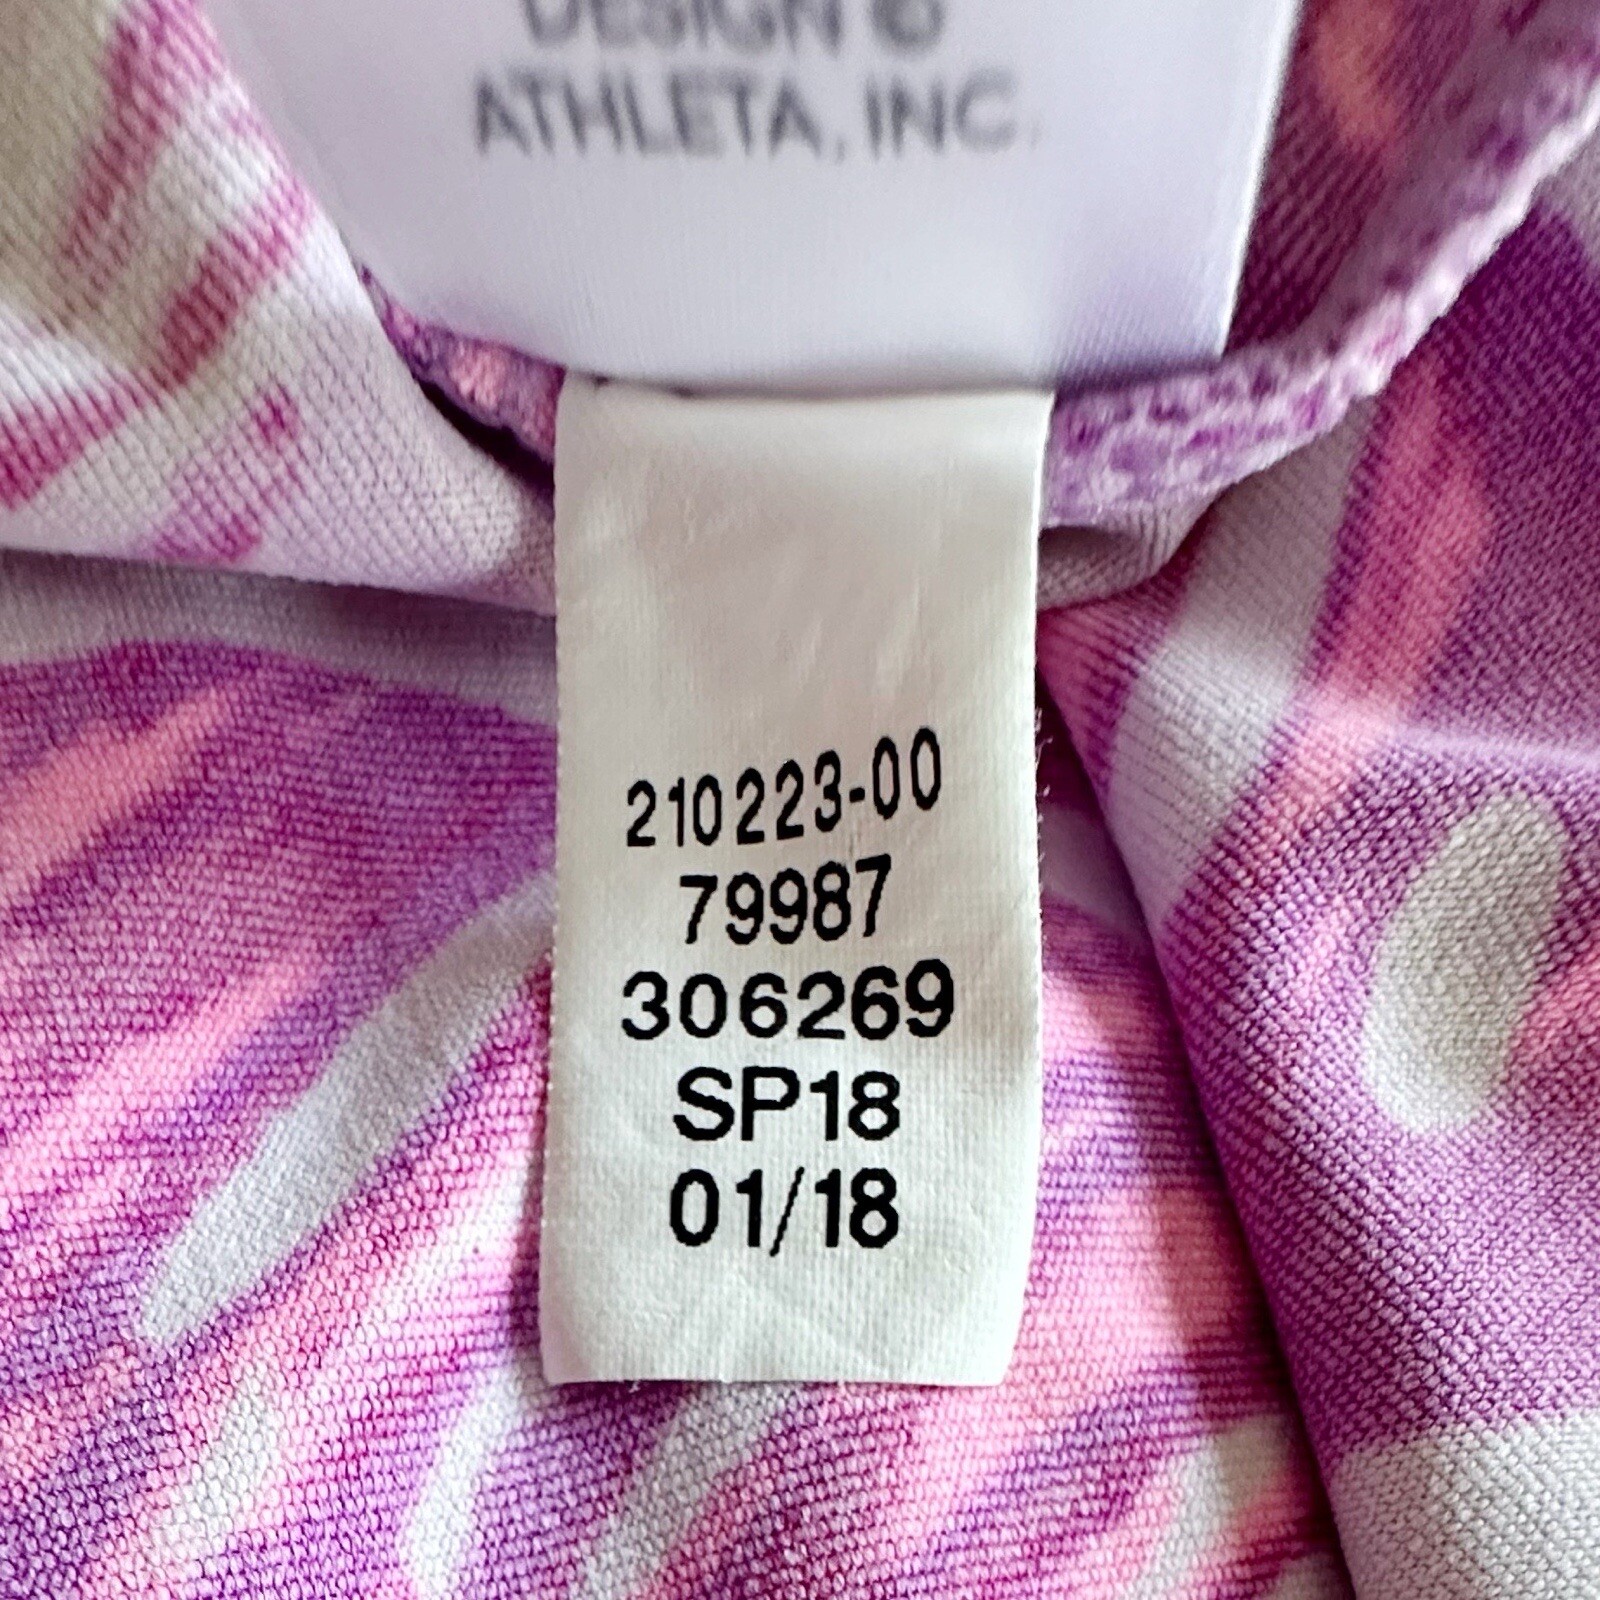 DESIGN ©
ATHLETA, INC.
210223-00
79987
306269
SP18
01/18